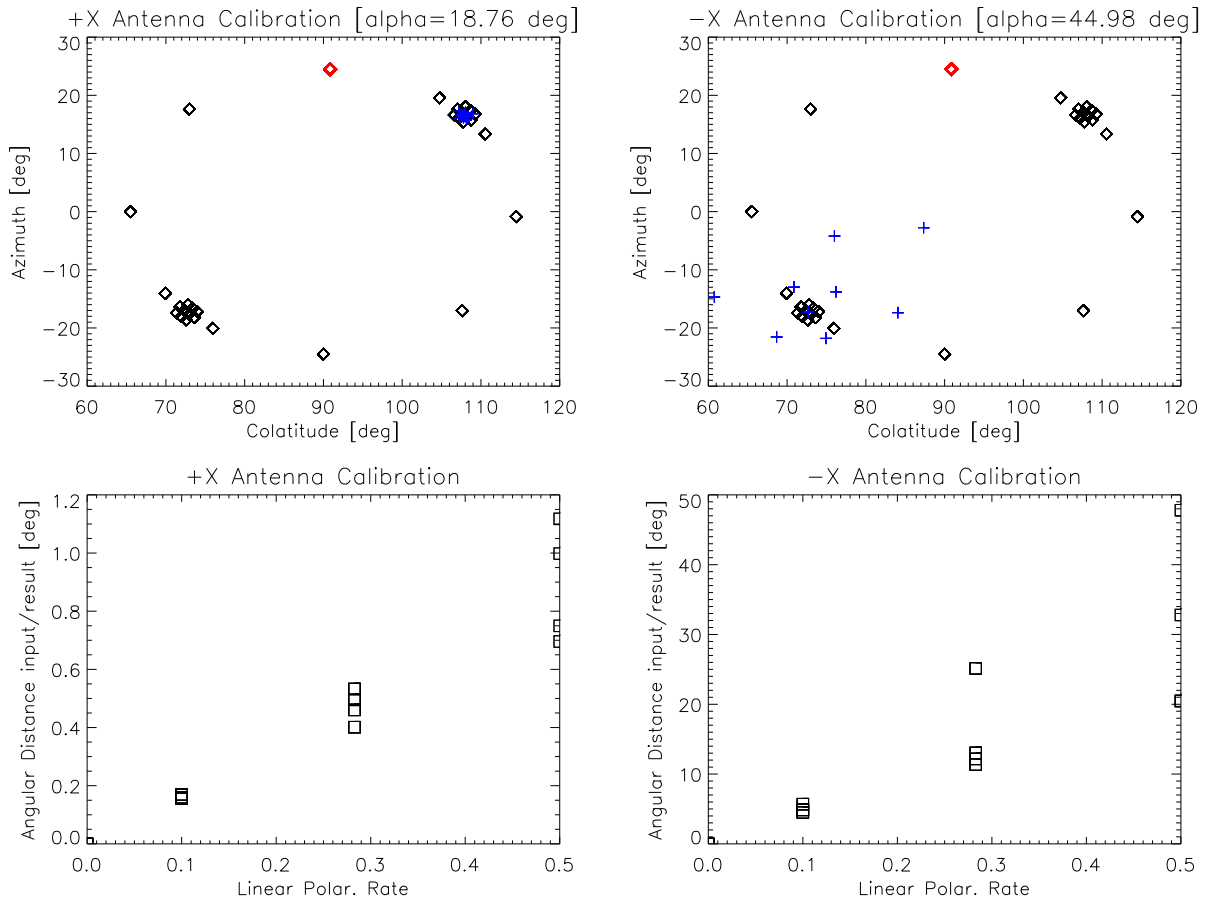 +X Antenna Calibration [alpha=18.76 deg]
30
20
10
0
−10
−20
−30
Azimuth [deg]
60 70 80 90 100 110 120
Colatitude [deg]
−X Antenna Calibration [alpha=44.98 deg]
30
20
10
0
−10
−20
−30
Azimuth [deg]
60 70 80 90 100 110 120
Colatitude [deg]
+X Antenna Calibration
1.2
1.0
0.8
0.6
0.4
0.2
0.0
Angular Distance input/result [deg]
0.0 0.1 0.2 0.3 0.4 0.5
Linear Polar. Rate
−X Antenna Calibration
50
40
30
20
10
0
Angular Distance input/result [deg]
0.0 0.1 0.2 0.3 0.4 0.5
Linear Polar. Rate